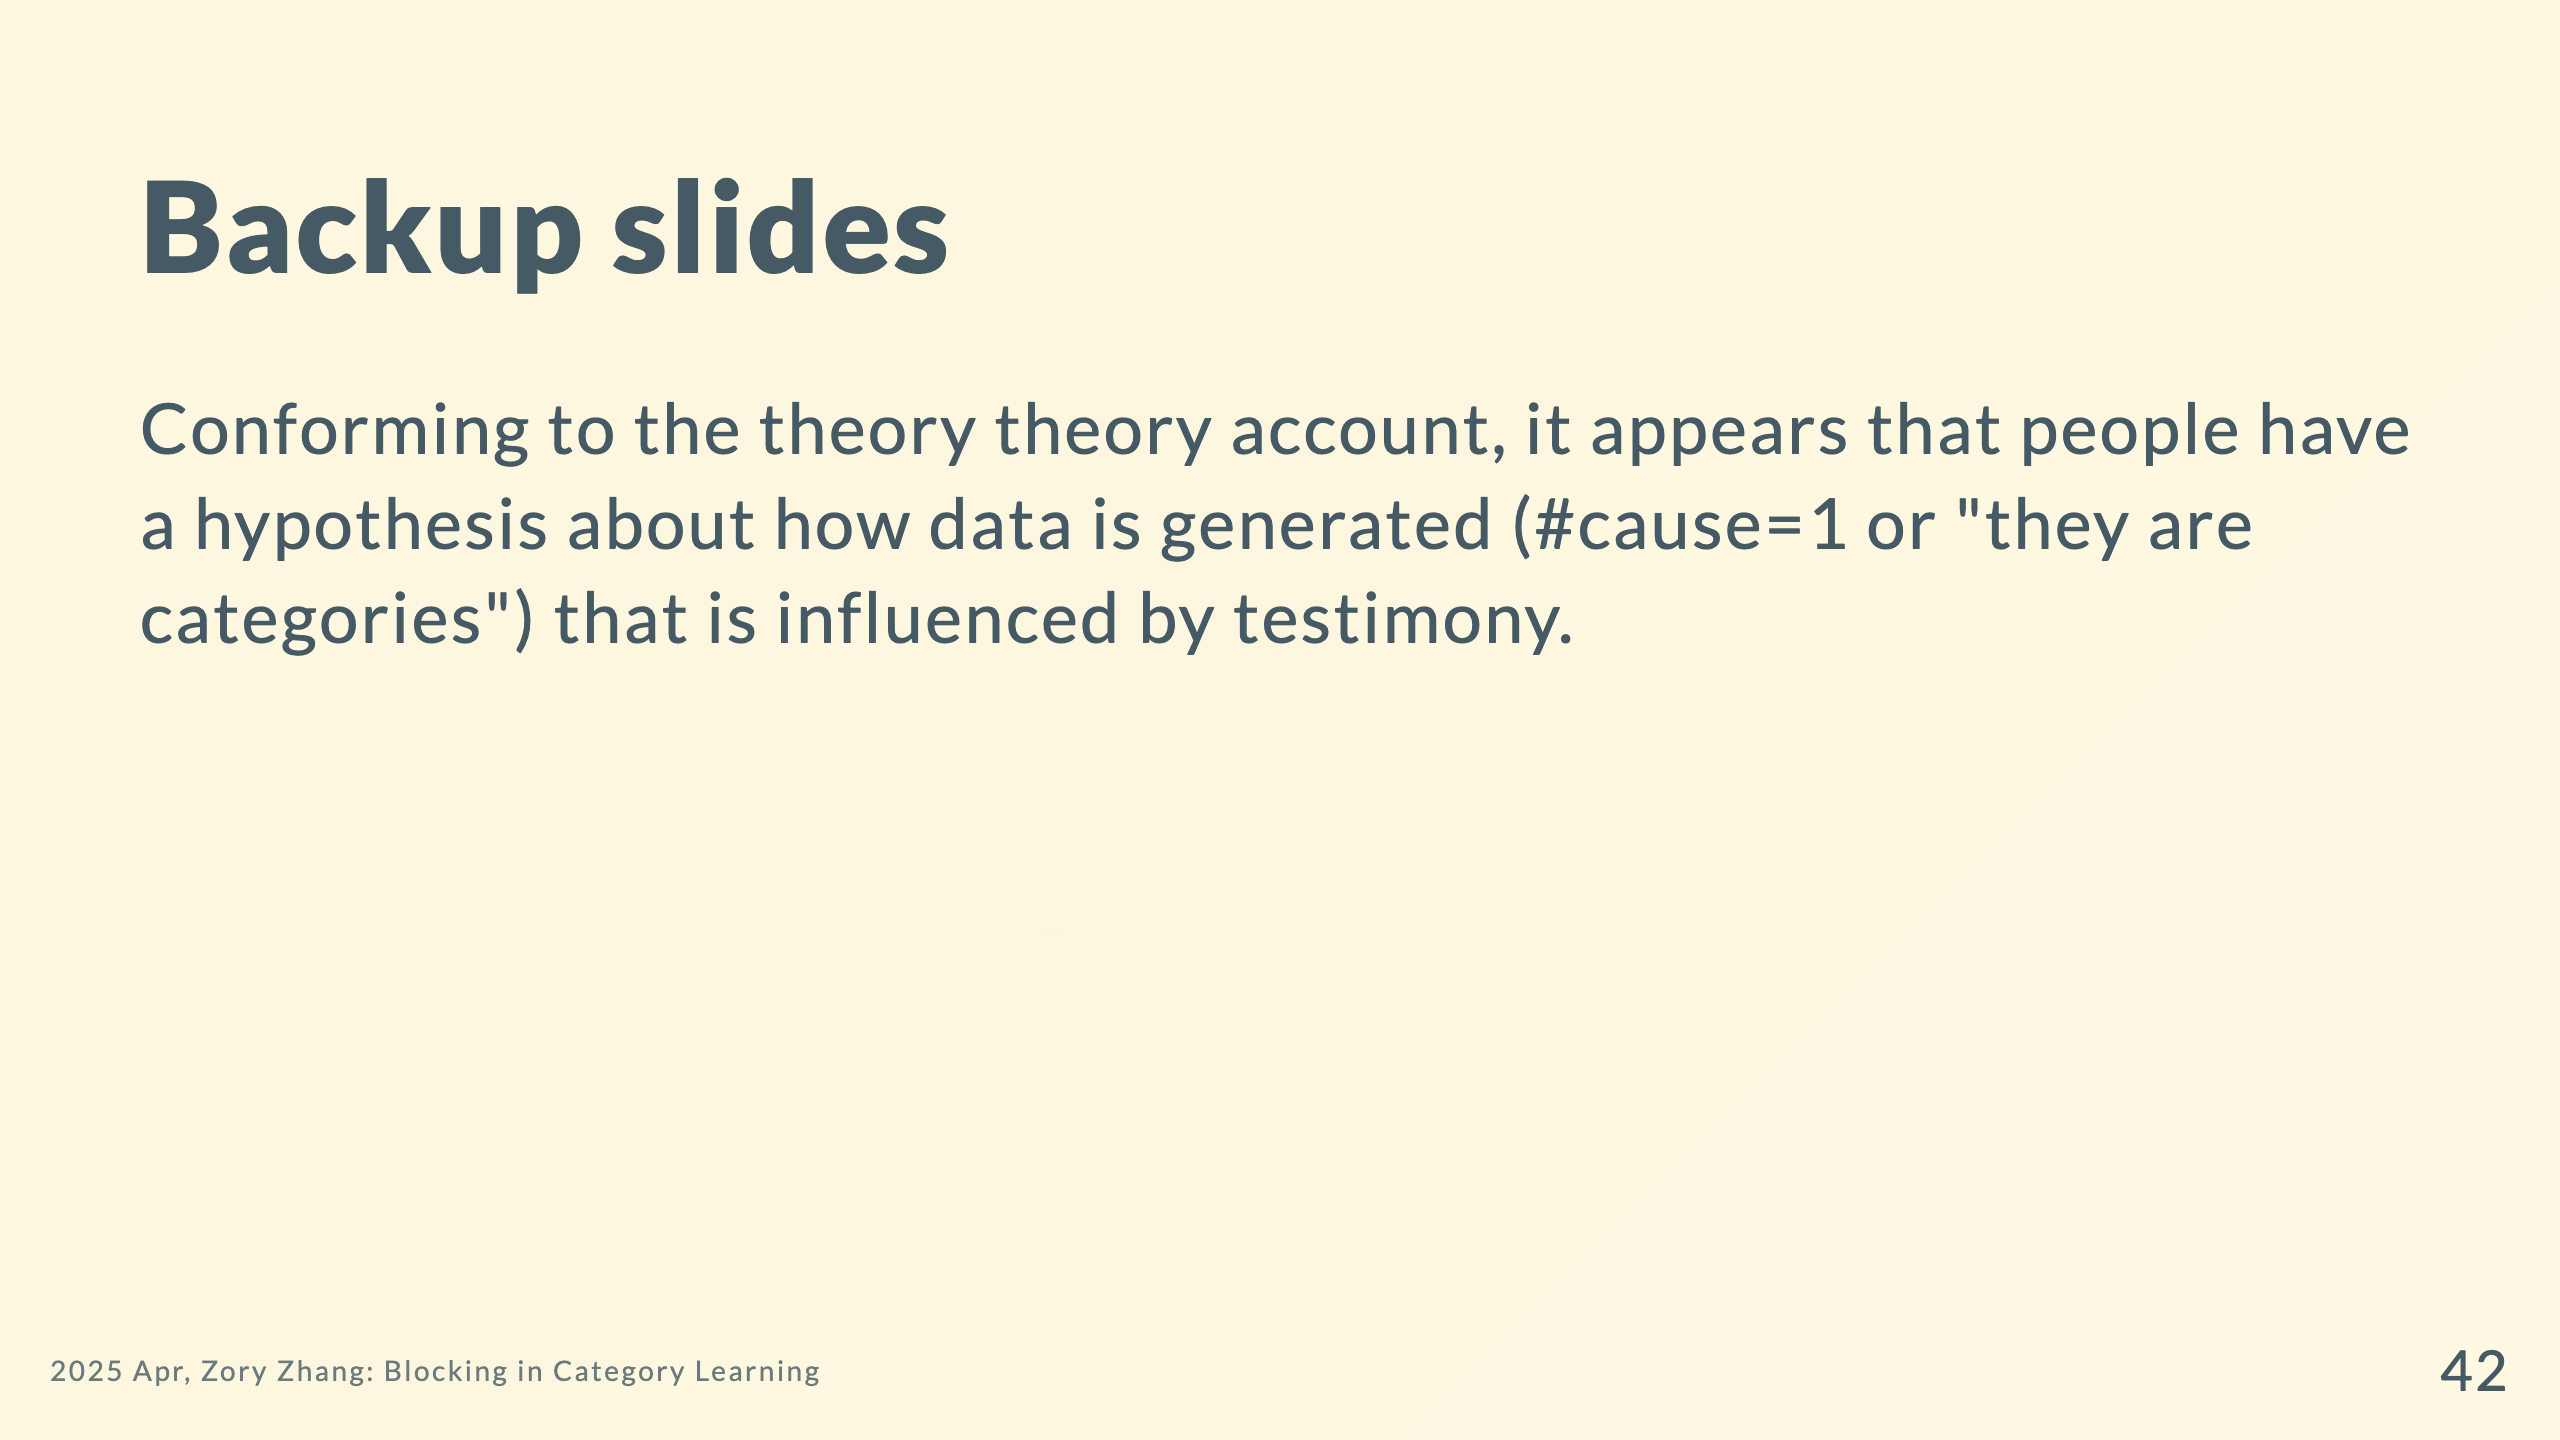 Backup slides
Conforming to the theory theory account, it appears that people have
a hypothesis about how data is generated (#cause=1 or "they are
categories") that is influenced by testimony.
2025 Apr, Zory Zhang: Blocking in Category Learning
42